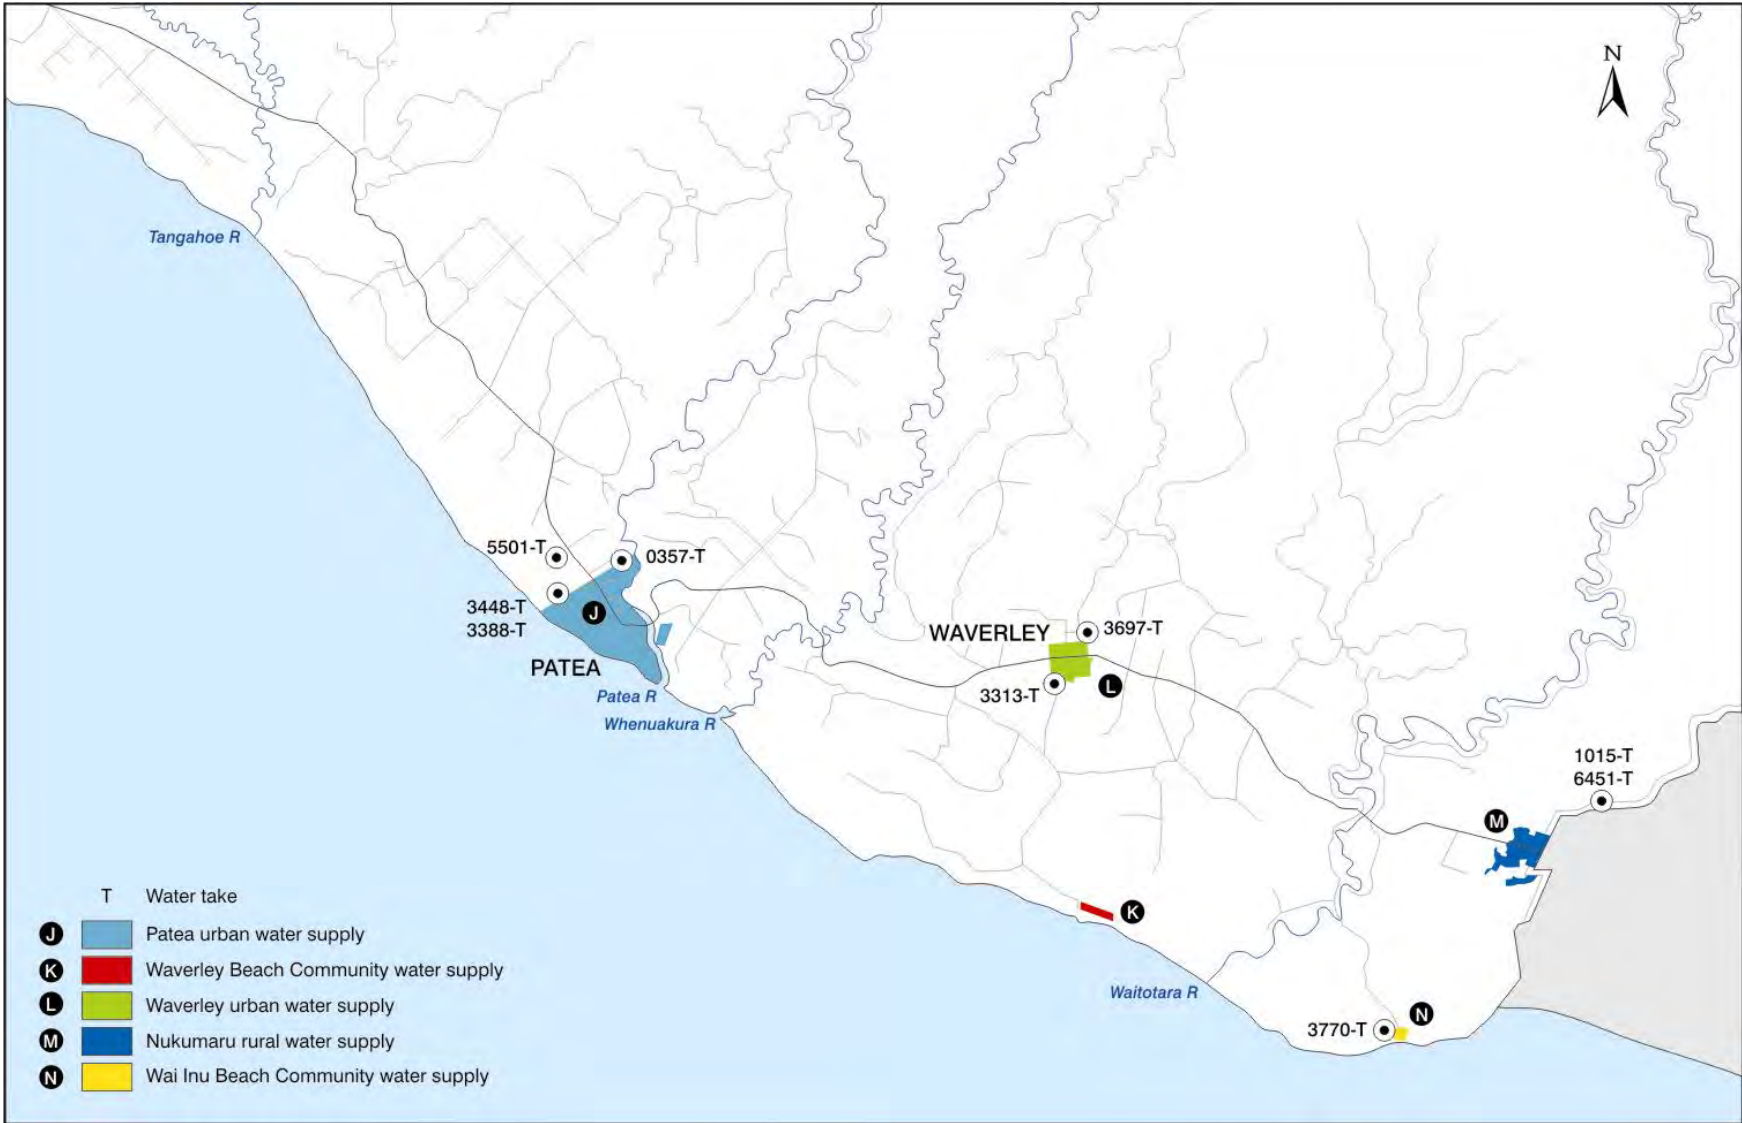 N
Tangahoe R
5501-T
0357-T
3448-T
3388-T
J
PATEA
Patea R
Whenuakura R
WAVERLEY
3697-T
3313-T
L
1015-T
6451-T
M
K
Waitotara R
N
3770-T
T Water take
J Patea urban water supply
K Waverley Beach Community water supply
L Waverley urban water supply
M Nukumaru rural water supply
N Wai Inu Beach Community water supply